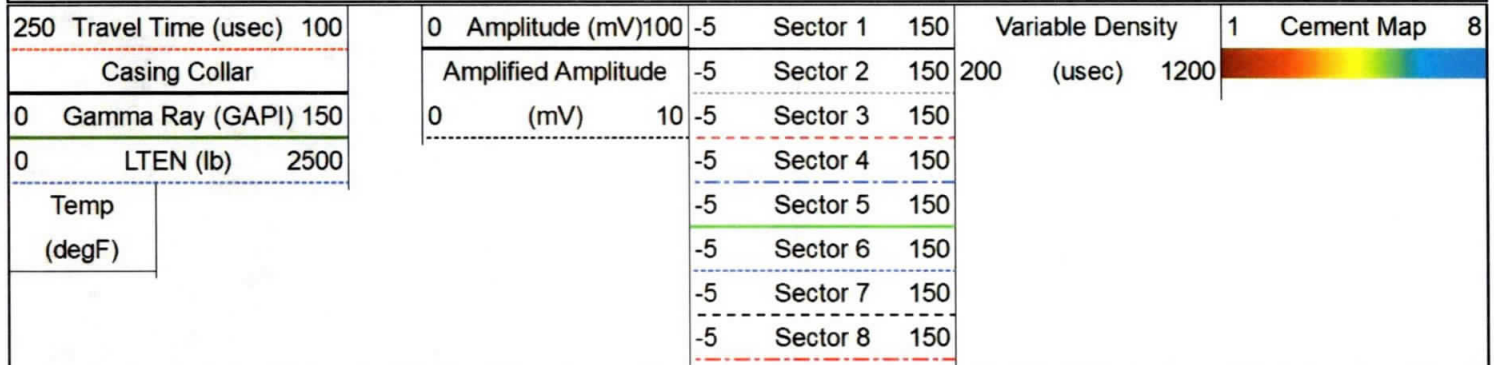 250 Travel Time (usec) 100
Casing Collar
0 Gamma Ray (GAPI) 150
0 LTEN (lb) 2500
Temp
(degF)
0 Amplitude (mV)100
Amplified Amplitude
0 (mV) 10
-5 Sector 1 150
-5 Sector 2 150
-5 Sector 3 150
-5 Sector 4 150
-5 Sector 5 150
-5 Sector 6 150
-5 Sector 7 150
-5 Sector 8 150
Variable Density
200 (usec) 1200
1 Cement Map 8